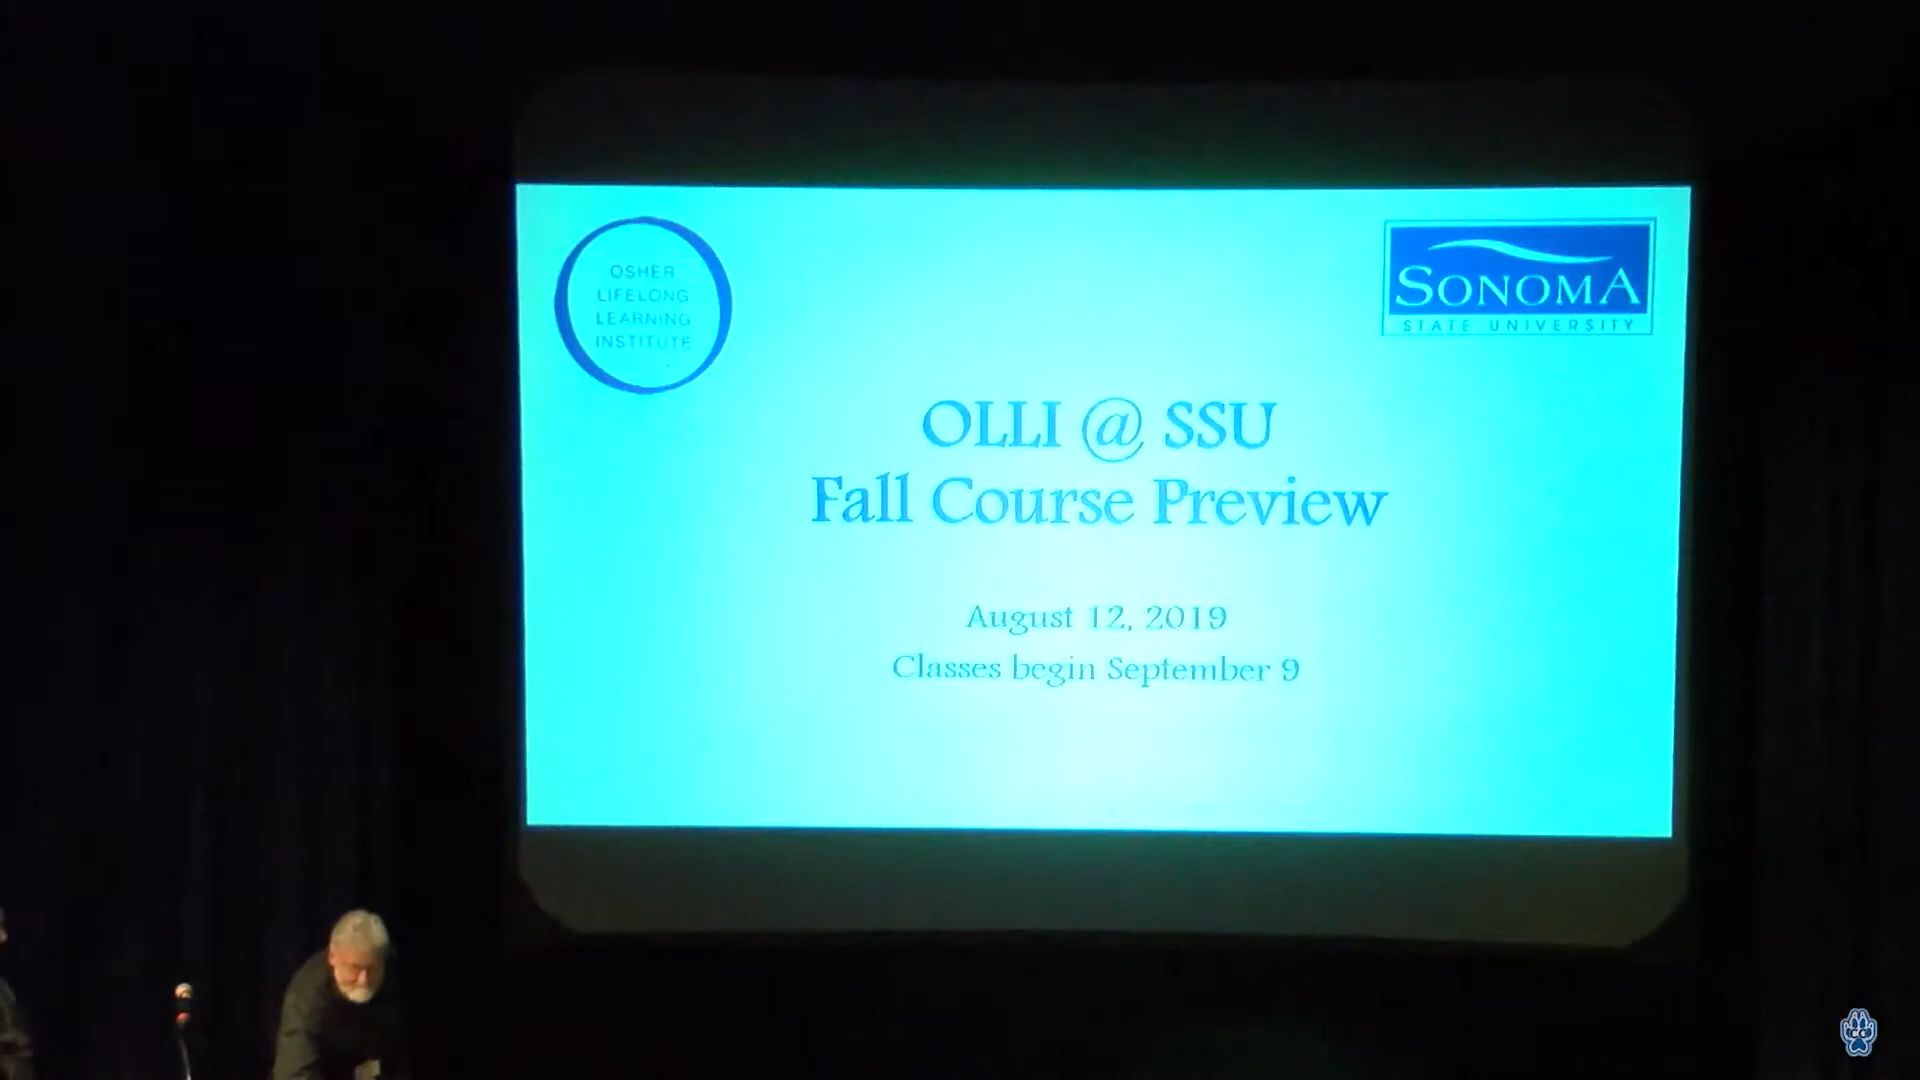 OSHER
LIFELONG
LEARNING
INSTITUTE
SONOMA
STATE UNIVERSITY
OLLI @ SSU
Fall Course Preview
August 12, 2019
Classes begin September 9